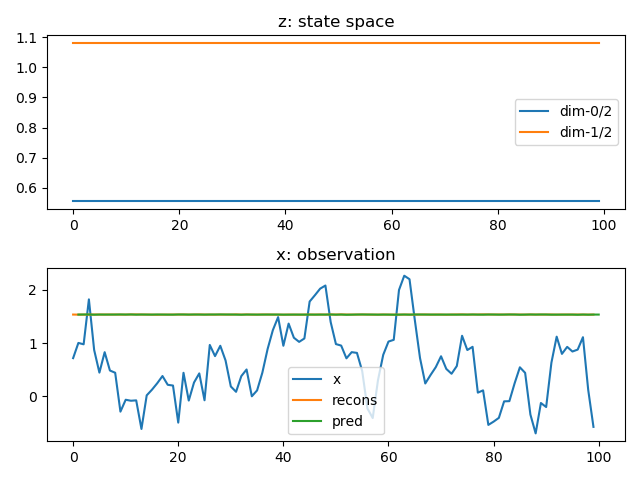 z: state space
1.1
1.0
0.9
0.8
0.7
0.6
dim-0/2
dim-1/2
0 20 40 60 80 100
x: observation
2
1
0
x
recons
pred
0 20 40 60 80 100